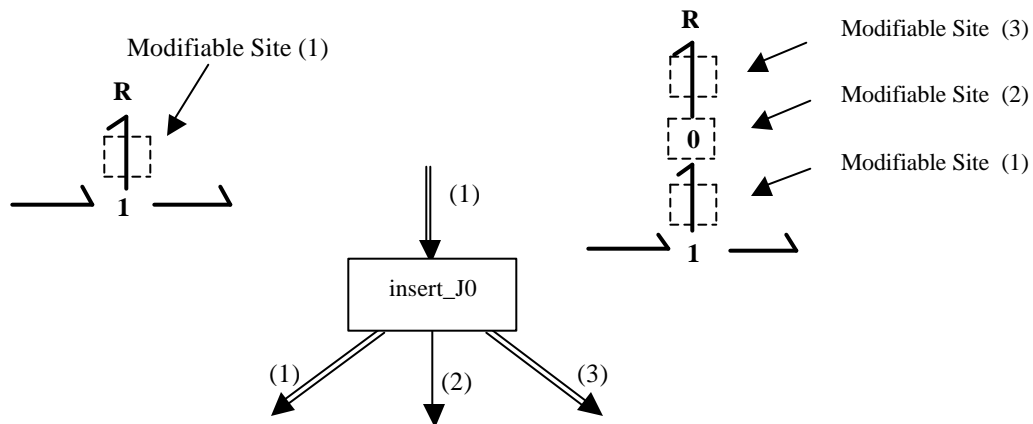 Modifiable Site (1)
R
1
(1)
insert_J0
(1)
(2)
(3)
R
Modifiable Site (3)
0
Modifiable Site (2)
Modifiable Site (1)
1